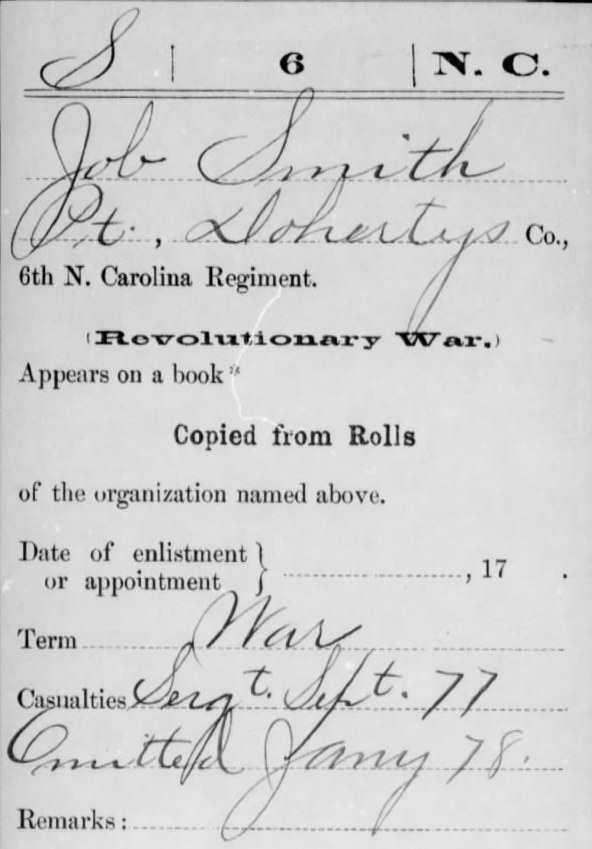 S | 6 | N. C.
Job Smith
Pt., Dohertys Co.,
6th N. Carolina Regiment.
(Revolutionary War.)
Appears on a book*
Copied from Rolls
of the organization named above.
Date of enlistment
or appointment } , 17 .
Term War
Casualties Sergt. Sept. 77
Omitted Jany 78.
Remarks: